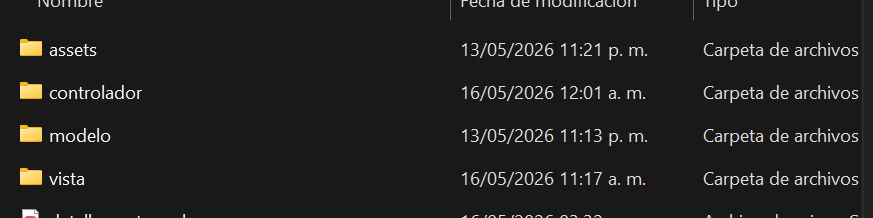 Nombre Fecha de modificación Tipo
assets 13/05/2026 11:21 p. m. Carpeta de archivos
controlador 16/05/2026 12:01 a. m. Carpeta de archivos
modelo 13/05/2026 11:13 p. m. Carpeta de archivos
vista 16/05/2026 11:17 a. m. Carpeta de archivos